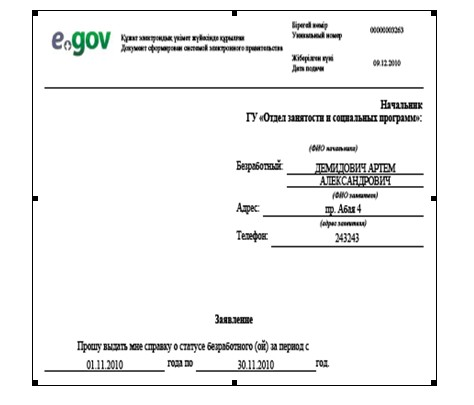 e.gov
Құжат электрондық үкімет жүйесінде құрылған
Документ сформирован системой электронного правительства
Бірегей нөмір
Уникальный номер
00000003263
Жіберілген күні
Дата подачи
09.12.2010
Начальник
ГУ «Отдел занятости и социальных программ»:
(ФИО начальника)
Безработный: ДЕМИДОВИЧ АРТЕМ
АЛЕКСАНДРОВИЧ
(ФИО заявителя)
Адрес: пр. Абая 4
(адрес заявителя)
Телефон: 243243
Заявление
Прошу выдать мне справку о статусе безработного (ой) за период с
01.11.2010 года по 30.11.2010 год.